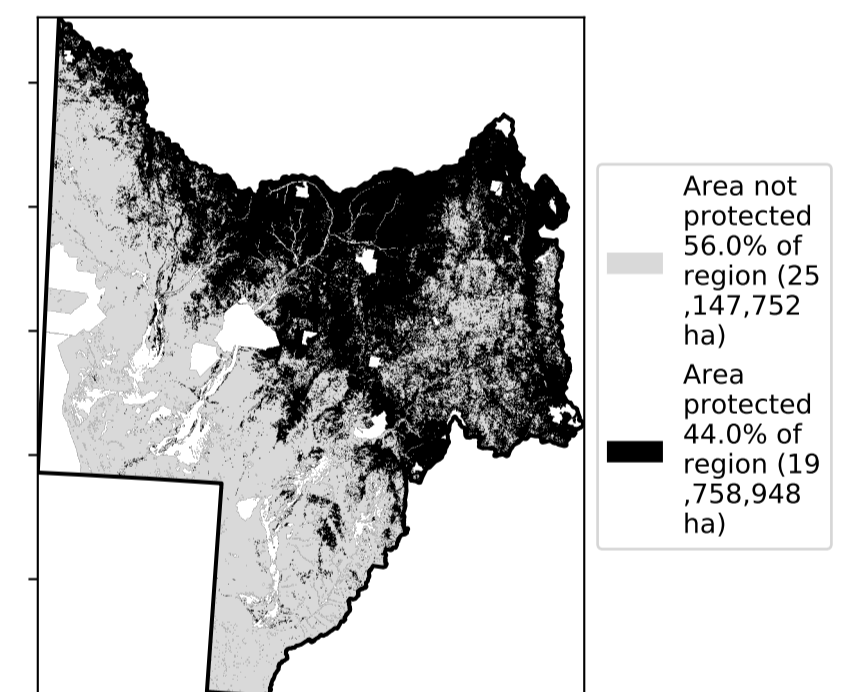 Area not
protected
56.0% of
region (25
,147,752
ha)
Area
protected
44.0% of
region (19
,758,948
ha)